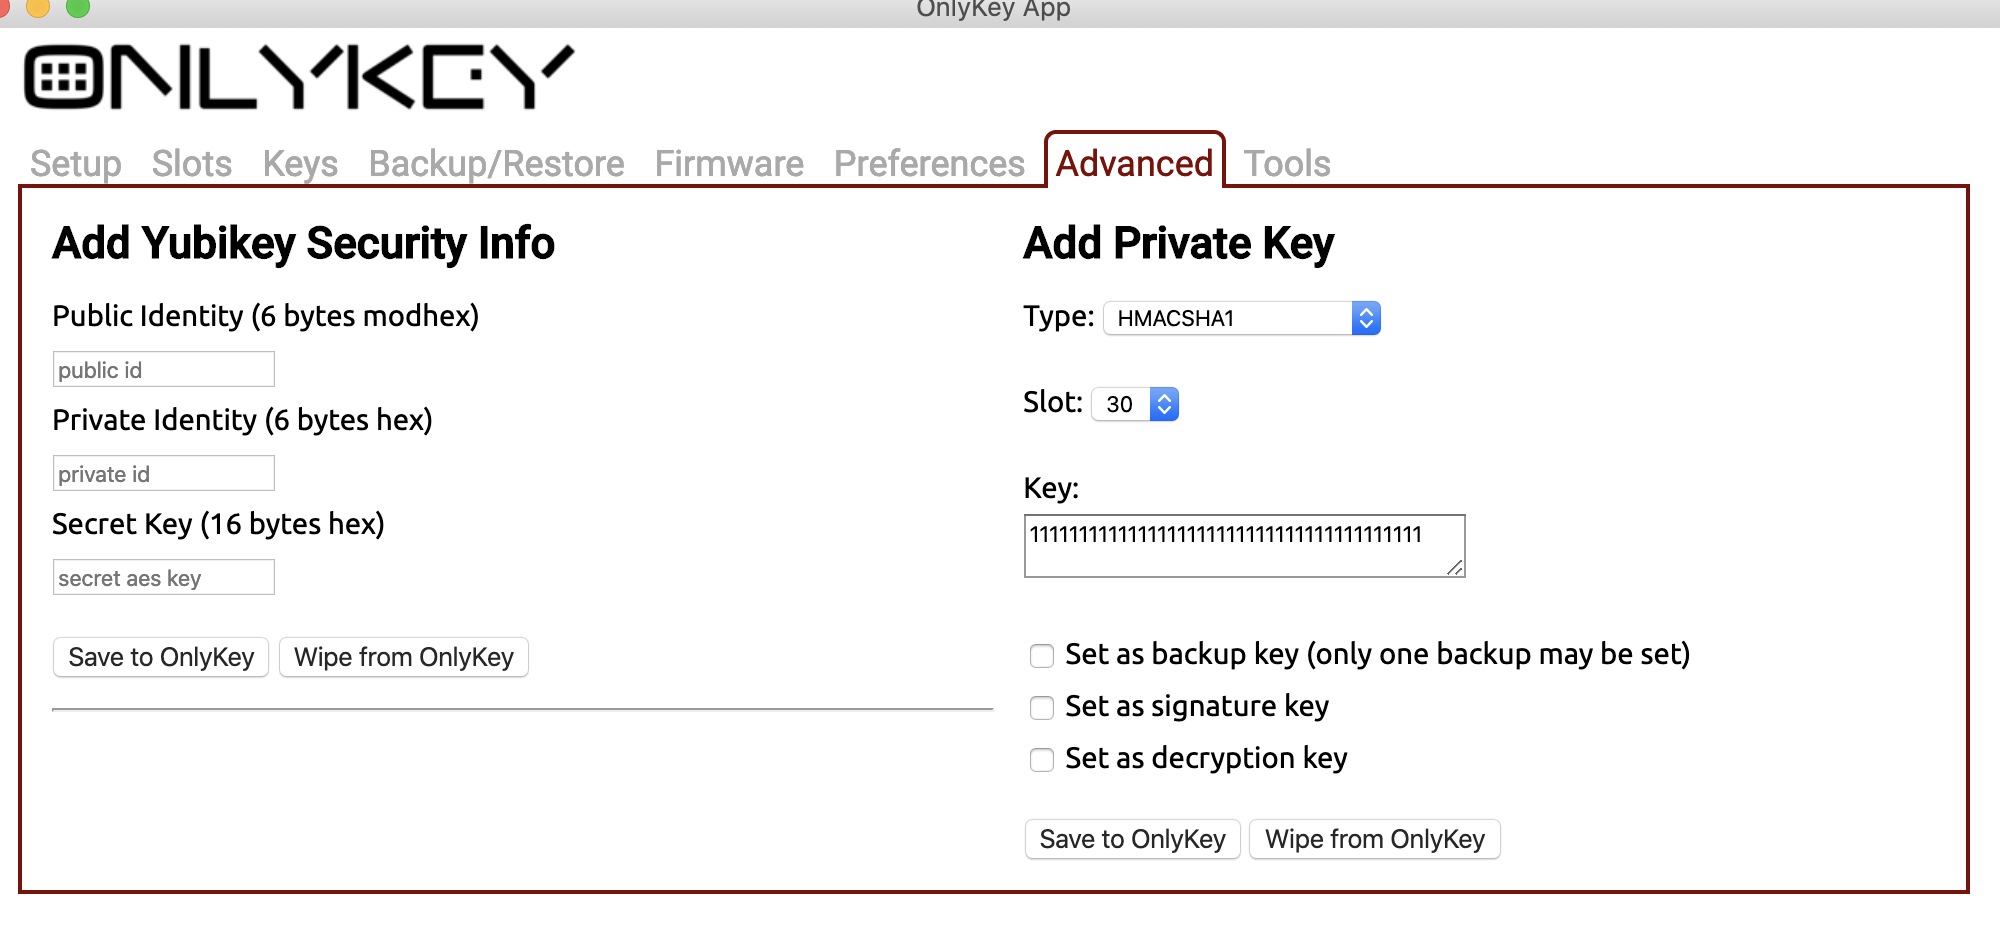 OnlyKey App
ONLYKEY
Setup Slots Keys Backup/Restore Firmware Preferences Advanced Tools
Add Yubikey Security Info
Public Identity (6 bytes modhex)
public id
Private Identity (6 bytes hex)
private id
Secret Key (16 bytes hex)
secret aes key
Save to OnlyKey Wipe from OnlyKey
Add Private Key
Type: HMACSHA1
Slot: 30
Key:
1111111111111111111111111111111111111111
Set as backup key (only one backup may be set)
Set as signature key
Set as decryption key
Save to OnlyKey Wipe from OnlyKey